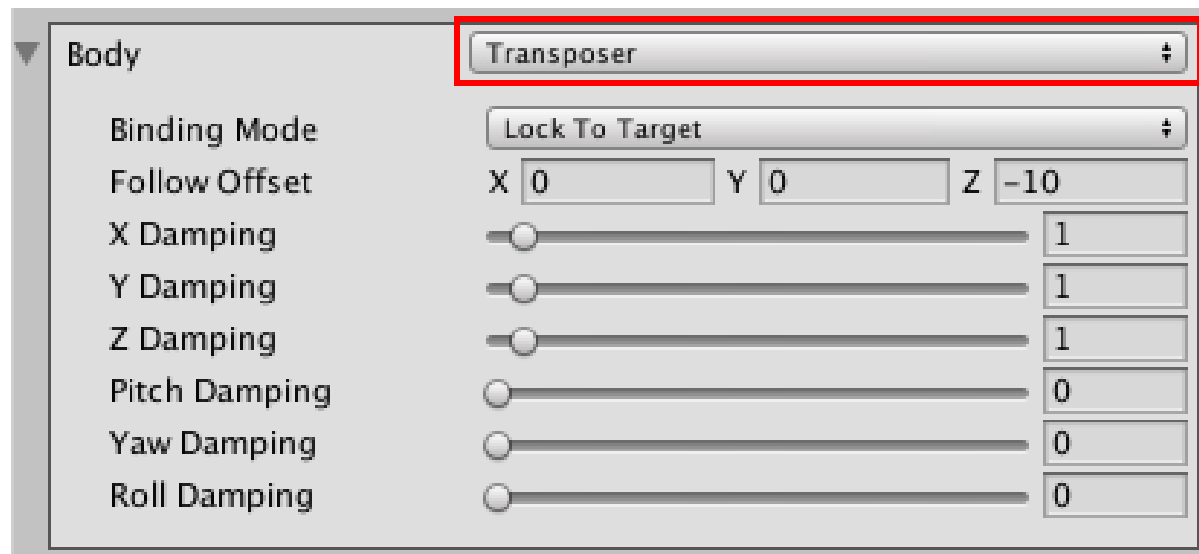 Body Transposer
Binding Mode Lock To Target
Follow Offset X 0 Y 0 Z -10
X Damping 1
Y Damping 1
Z Damping 1
Pitch Damping 0
Yaw Damping 0
Roll Damping 0